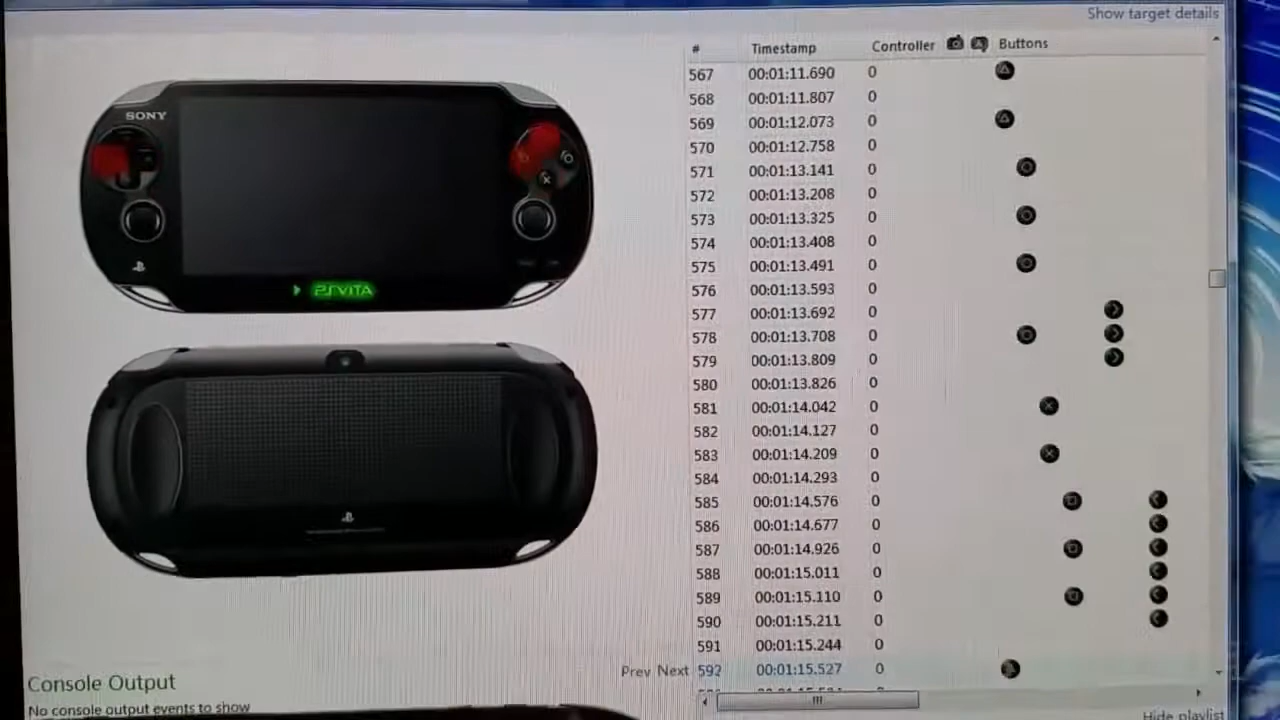 Show target details
# Timestamp Controller Buttons
567 00:01:11.690 0
568 00:01:11.807 0
569 00:01:12.073 0
570 00:01:12.758 0
571 00:01:13.141 0
572 00:01:13.208 0
573 00:01:13.325 0
574 00:01:13.408 0
575 00:01:13.491 0
576 00:01:13.593 0
577 00:01:13.692 0
578 00:01:13.708 0
579 00:01:13.809 0
580 00:01:13.826 0
581 00:01:14.042 0
582 00:01:14.127 0
583 00:01:14.209 0
584 00:01:14.293 0
585 00:01:14.576 0
586 00:01:14.677 0
587 00:01:14.926 0
588 00:01:15.011 0
589 00:01:15.110 0
590 00:01:15.211 0
591 00:01:15.244 0
Prev Next 592 00:01:15.527 0
SONY
PSVITA
Console Output
No console output events to show
Hide playlist